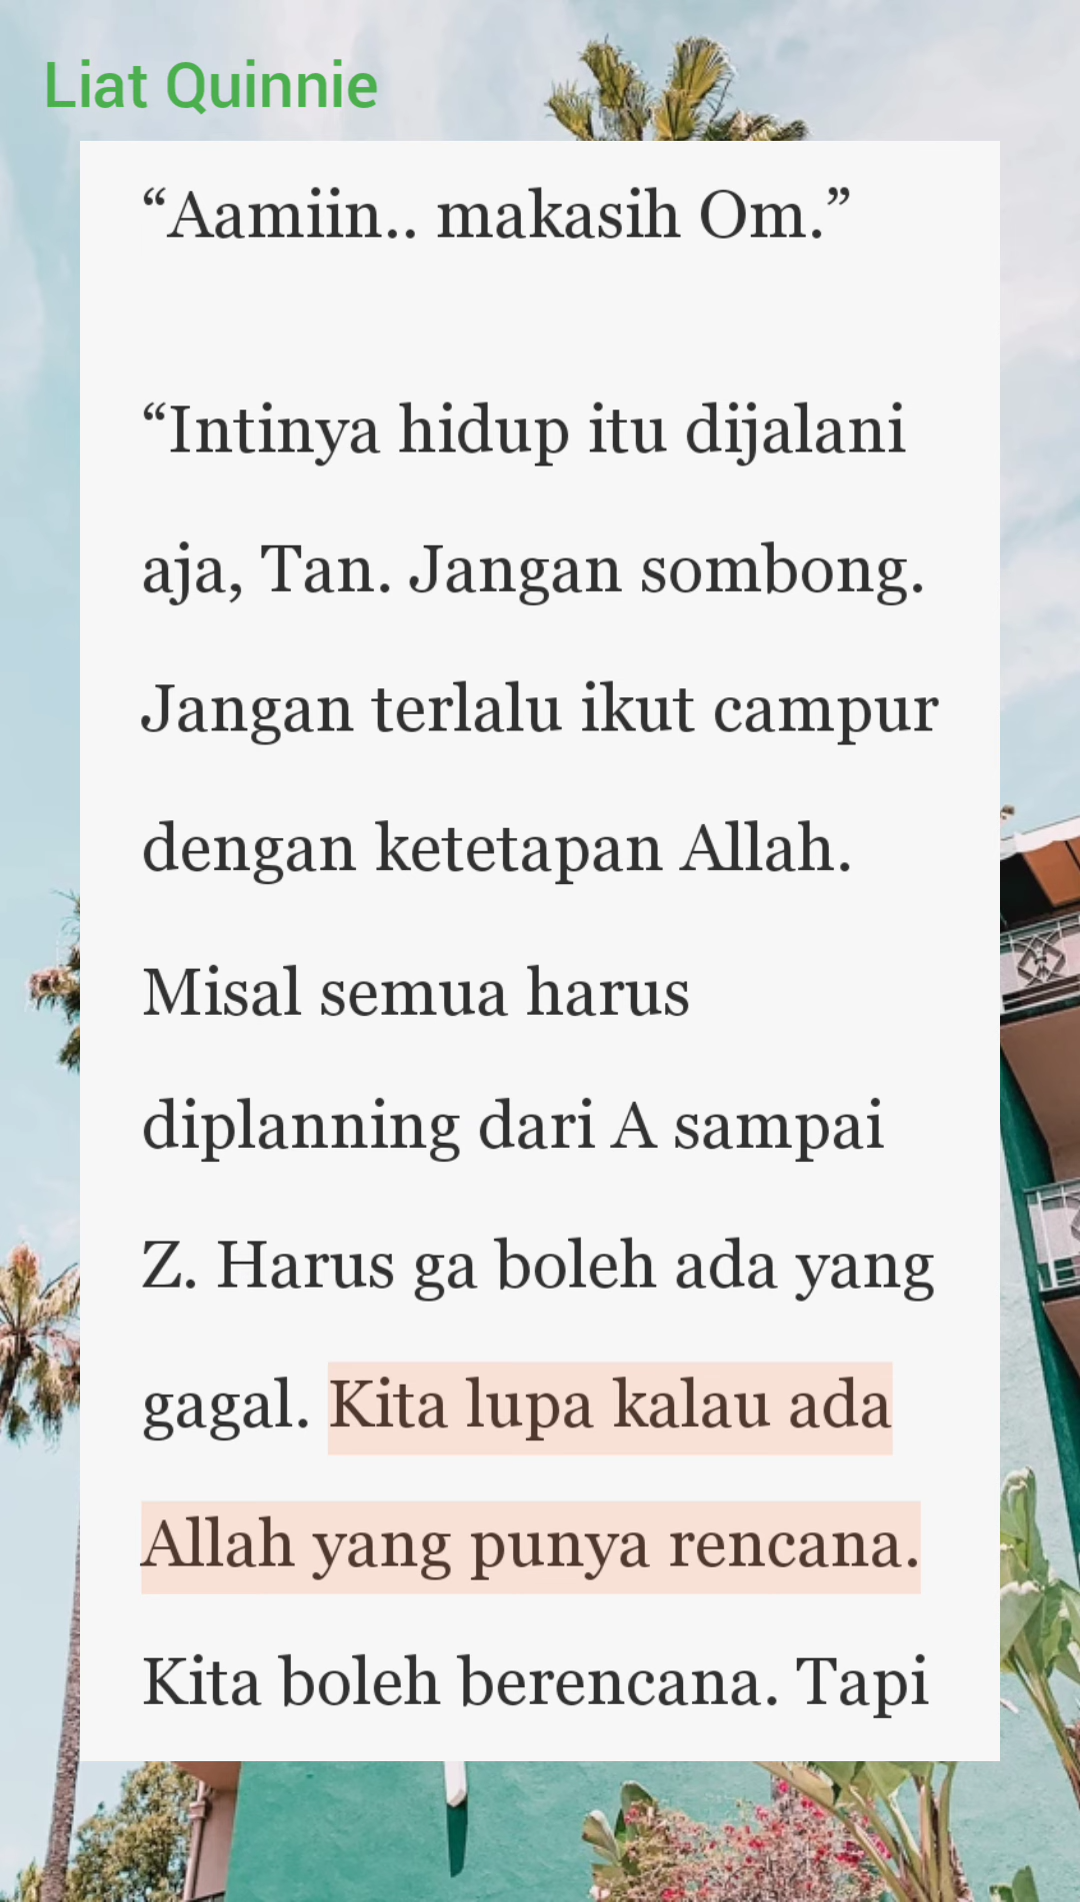 Liat Quinnie
“Aamiin.. makasih Om.”
“Intinya hidup itu dijalani
aja, Tan. Jangan sombong.
Jangan terlalu ikut campur
dengan ketetapan Allah.
Misal semua harus
diplanning dari A sampai
Z. Harus ga boleh ada yang
gagal. Kita lupa kalau ada
Allah yang punya rencana.
Kita boleh berencana. Tapi